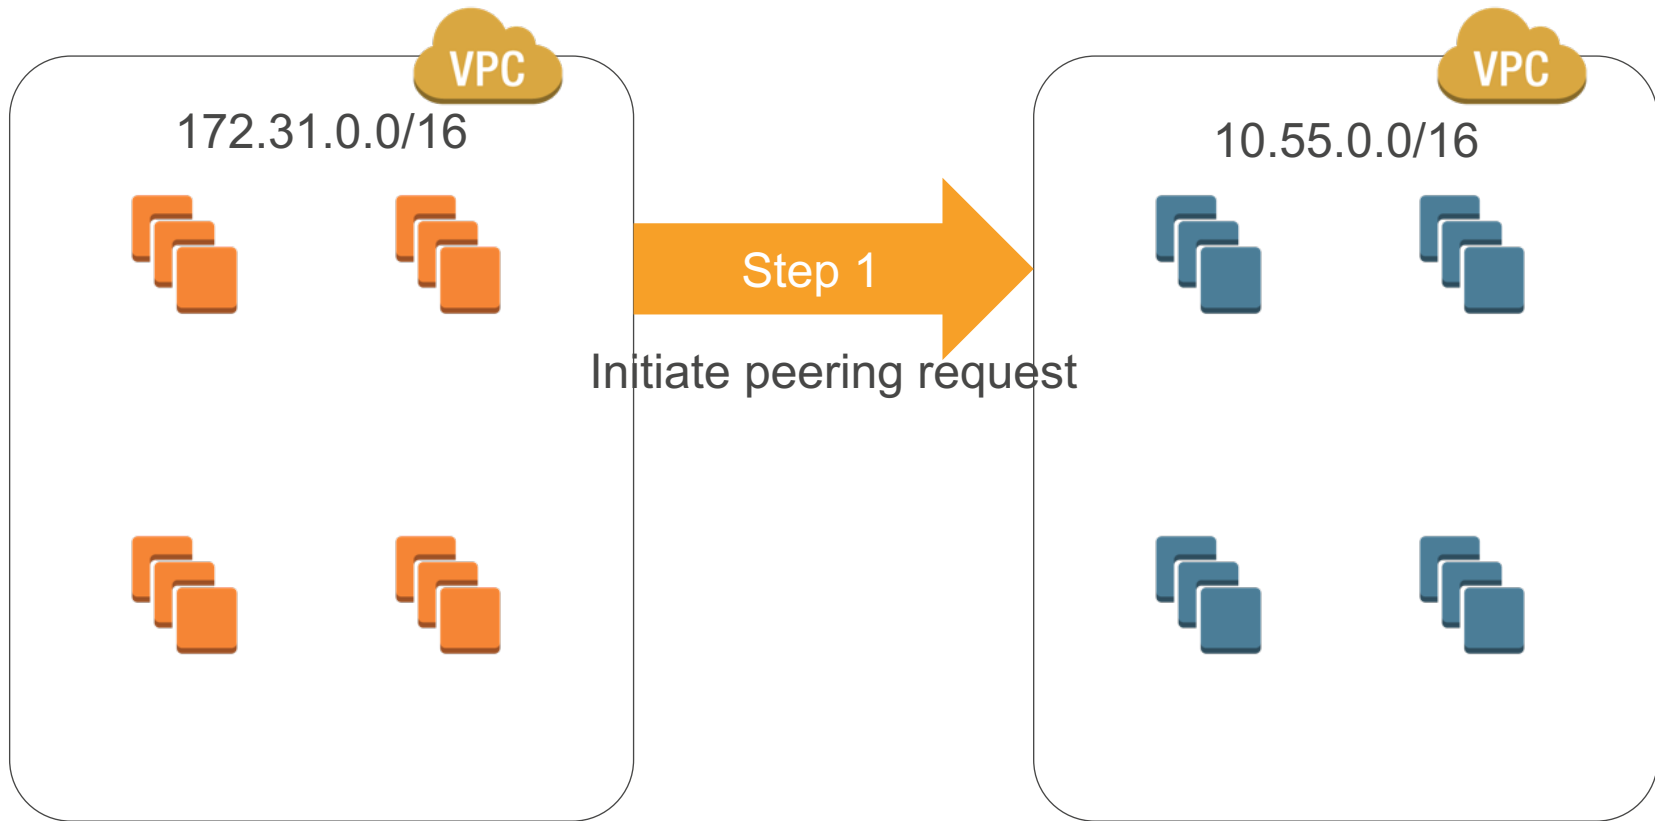 VPC
172.31.0.0/16
VPC
10.55.0.0/16
Step 1
Initiate peering request